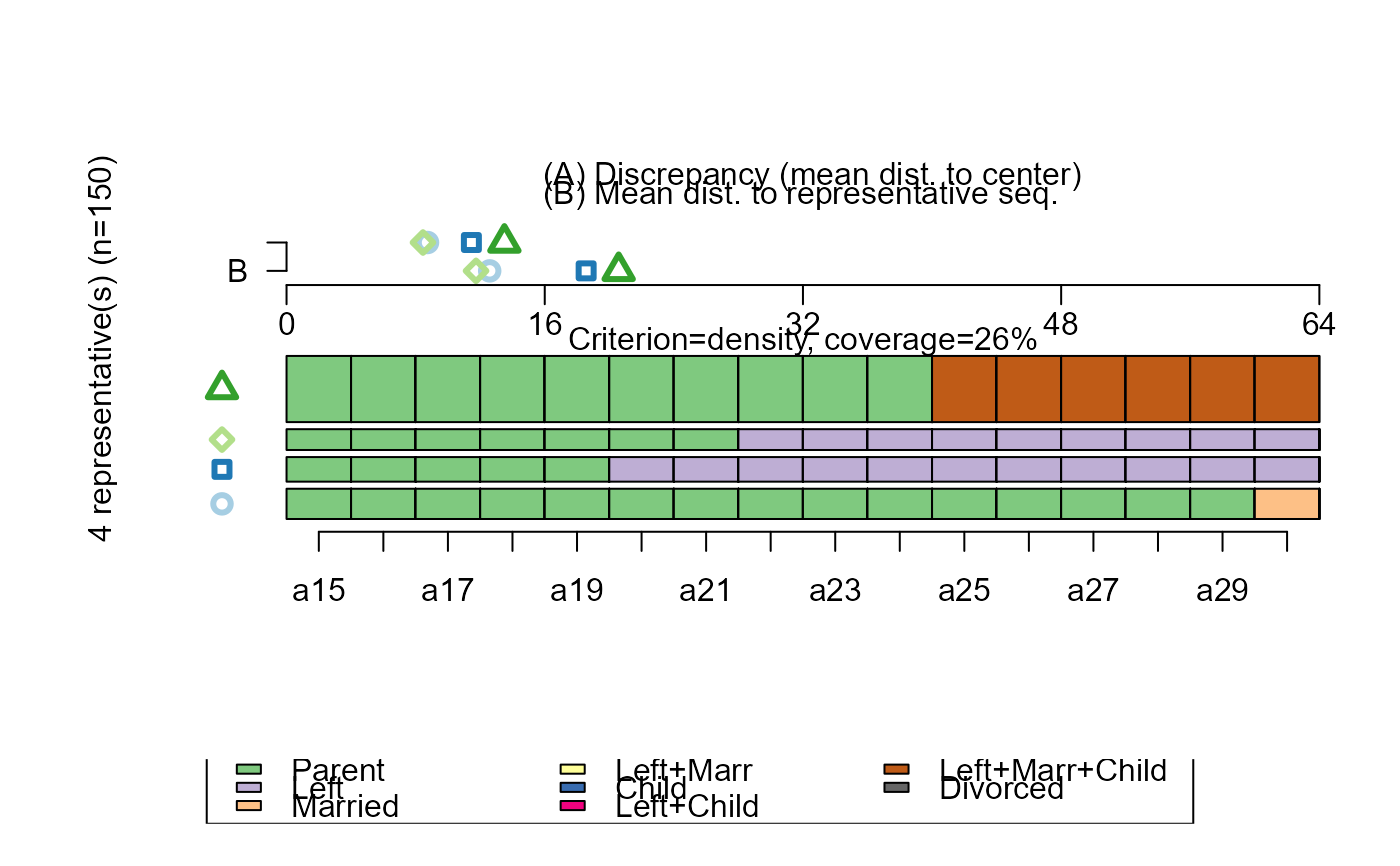 4 representative(s) (n=150)
(A) Discrepancy (mean dist. to center)
(B) Mean dist. to representative seq.
B
0 16 32 48 64
Criterion=density, coverage=26%
a15 a17 a19 a21 a23 a25 a27 a29
Parent Left+Marr Left+Marr+Child
Left Child Divorced
Married Left+Child